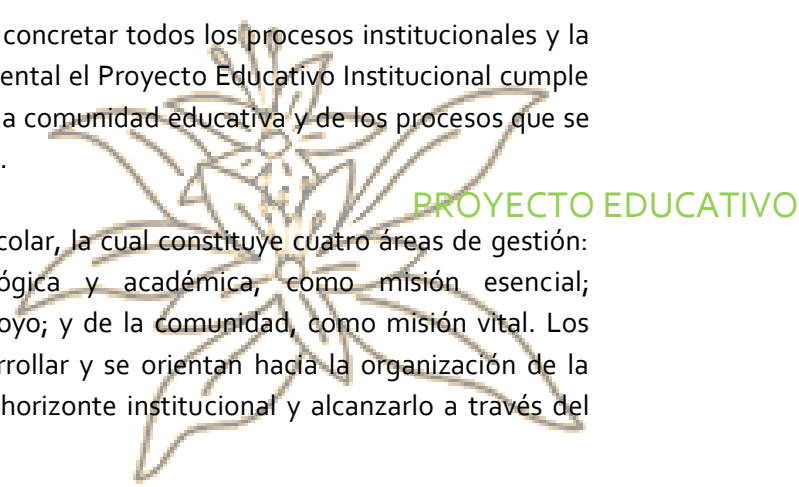 concretar todos los procesos institucionales y la
ental el Proyecto Educativo Institucional cumple
a comunidad educativa y de los procesos que se
.
PROYECTO EDUCATIVO
colar, la cual constituye cuatro áreas de gestión:
ógica y académica, como misión esencial;
oyo; y de la comunidad, como misión vital. Los
rrollar y se orientan hacia la organización de la
horizonte institucional y alcanzarlo a través del